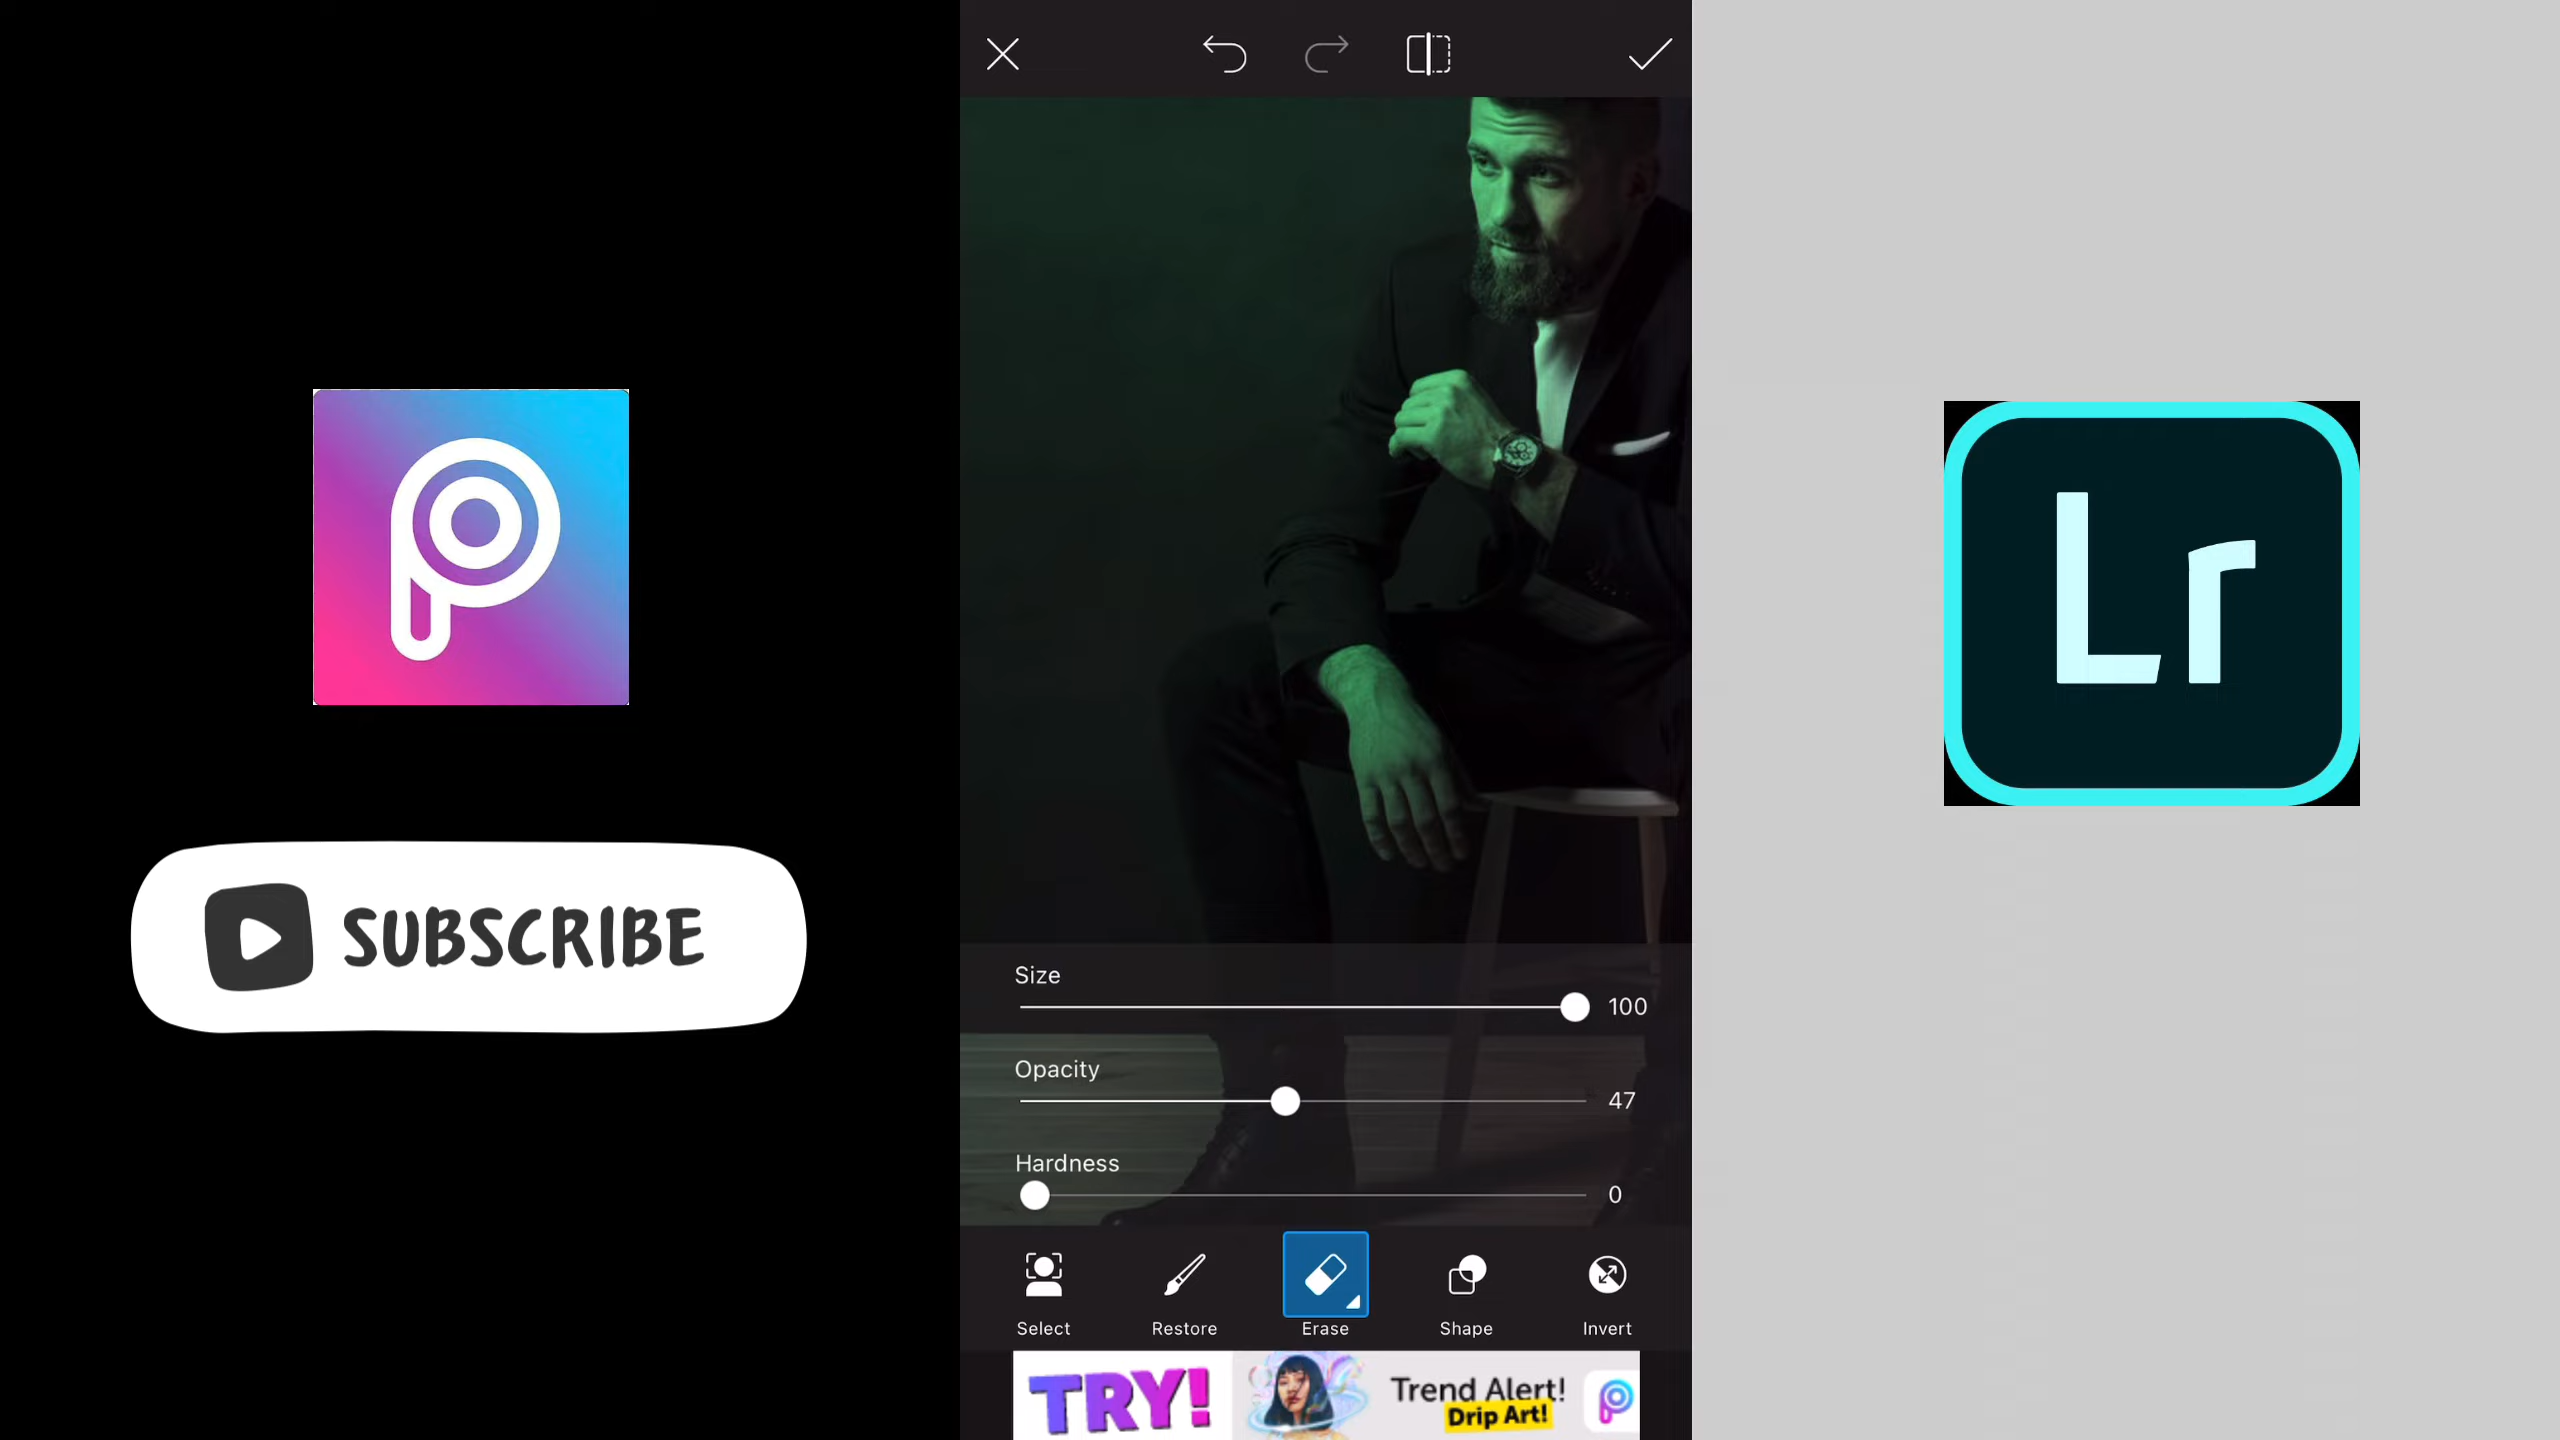 SUBSCRIBE
Size
100
Opacity
47
Hardness
0
Select
Restore
Erase
Shape
Invert
TRY!
Trend Alert!
Drip Art!
Lr